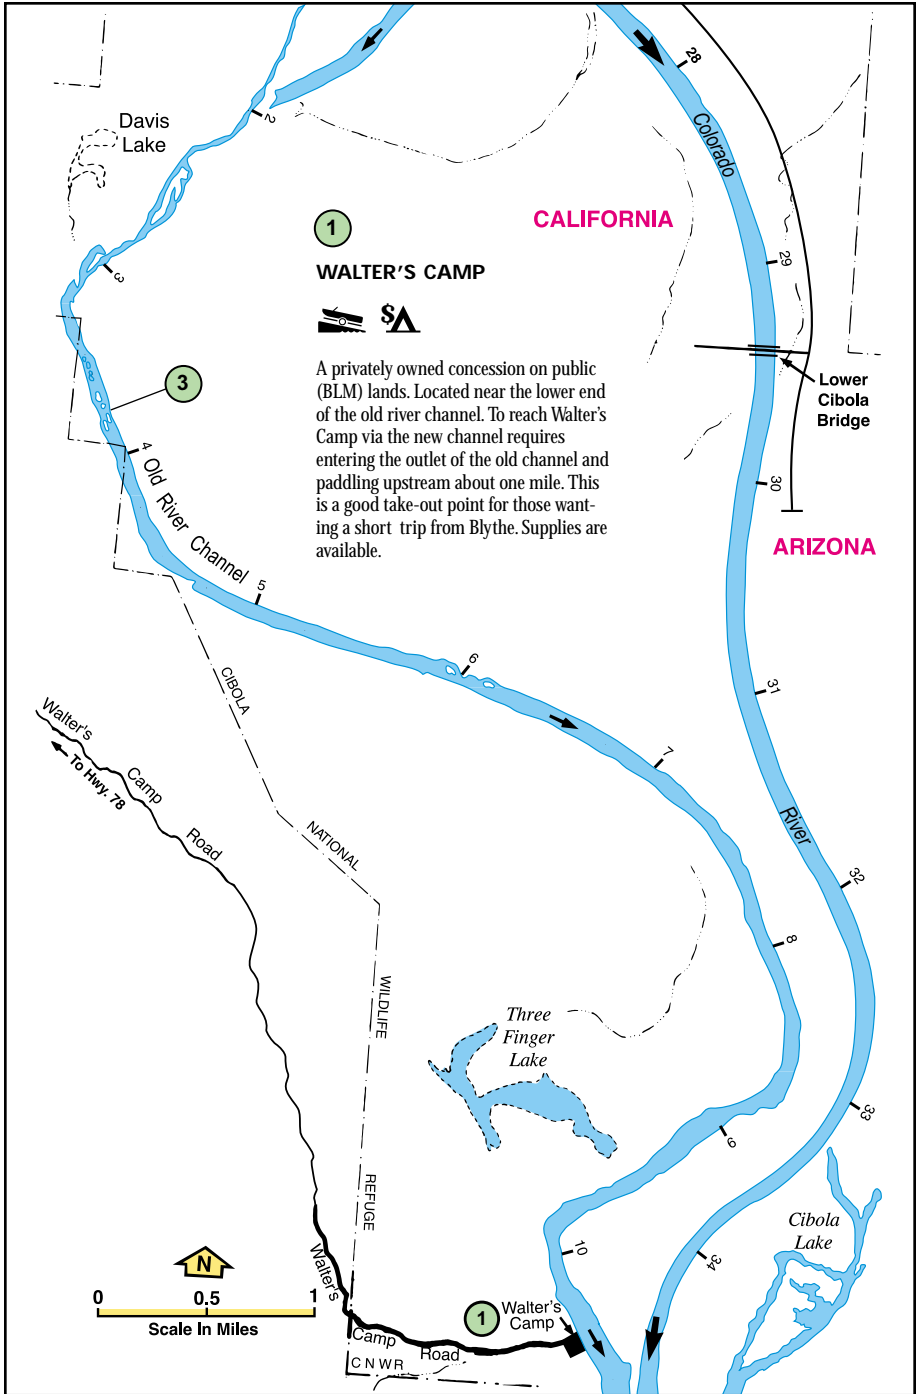 28
2
Davis
Lake
Colorado
CALIFORNIA
1
29
3
WALTER'S CAMP
$
A privately owned concession on public
(BLM) lands. Located near the lower end
of the old river channel. To reach Walter's
Camp via the new channel requires
entering the outlet of the old channel and
paddling upstream about one mile. This
is a good take-out point for those want-
ing a short trip from Blythe. Supplies are
available.
3
Lower
Cibola
Bridge
4
Old River Channel
30
ARIZONA
5
6
CIBOLA
31
Walter's Camp Road
To Hwy. 78
7
River
NATIONAL
32
8
WILDLIFE
Three
Finger
Lake
33
9
REFUGE
Cibola
Lake
10
34
N
0 0.5 1
Scale In Miles
Walter's Camp Road
1
Walter's
Camp
CNWR